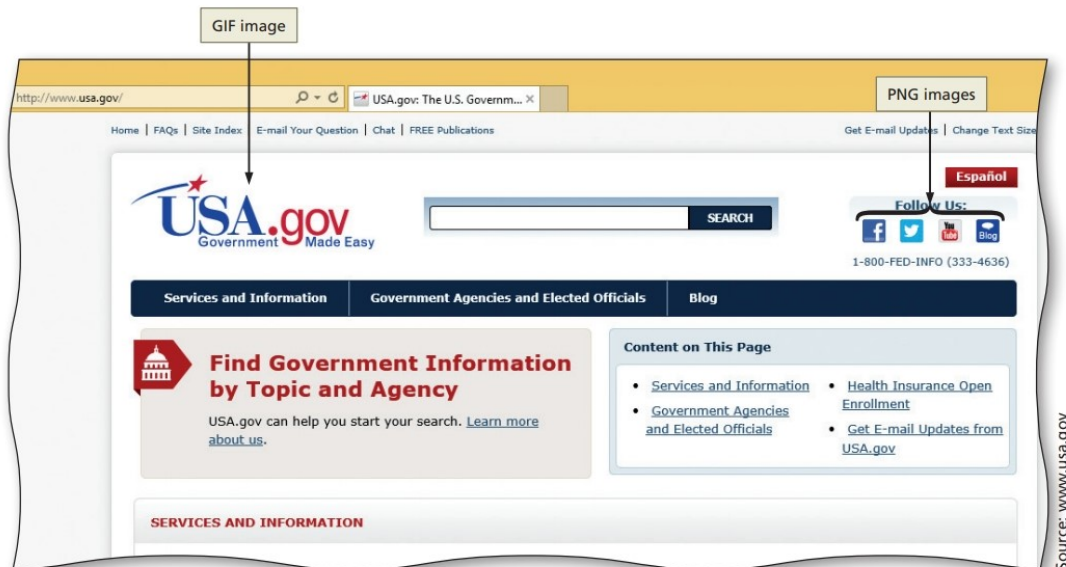 GIF image
PNG images
http://www.usa.gov/
USA.gov: The U.S. Governm... ×
Home | FAQs | Site Index E-mail Your Question | Chat | FREE Publications
Get E-mail Updates | Change Text Size
Español
USA.gov
Government Made Easy
SEARCH
Follow Us:
f
You Tube
Blog
1-800-FED-INFO (333-4636)
Services and Information Government Agencies and Elected Officials Blog
Find Government Information
by Topic and Agency
USA.gov can help you start your search. Learn more
about us.
Content on This Page
• Services and Information
• Government Agencies
and Elected Officials
• Health Insurance Open
Enrollment
• Get E-mail Updates from
USA.gov
SERVICES AND INFORMATION
Source: www.usa.gov